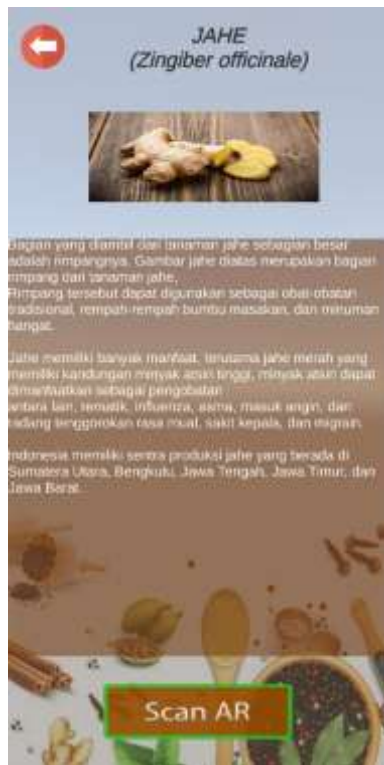 JAHE
(Zingiber officinale)
Bagian yang diambil dari tanaman jahe sebagian besar
adalah rimpangnya. Gambar jahe diatas merupakan bagian
rimpang dari tanaman jahe,
Rimpang tersebut dapat digunakan sebagai obat-obatan
tradisional, rempah-rempah bumbu masakan, dan minuman
hangat.
Jahe memiliki banyak manfaat, terutama jahe merah yang
memiliki kandungan minyak atsiri tinggi, minyak atsiri dapat
dimanfaatkan sebagai pengobatan
antara lain, rematik, influenza, asma, masuk angin, dan
radang tenggorokan rasa mual, sakit kepala, dan migrain.
Indonesia memiliki sentra produksi jahe yang berada di
Sumatera Utara, Bengkulu, Jawa Tengah, Jawa Timur, dan
Jawa Barat.
Scan AR